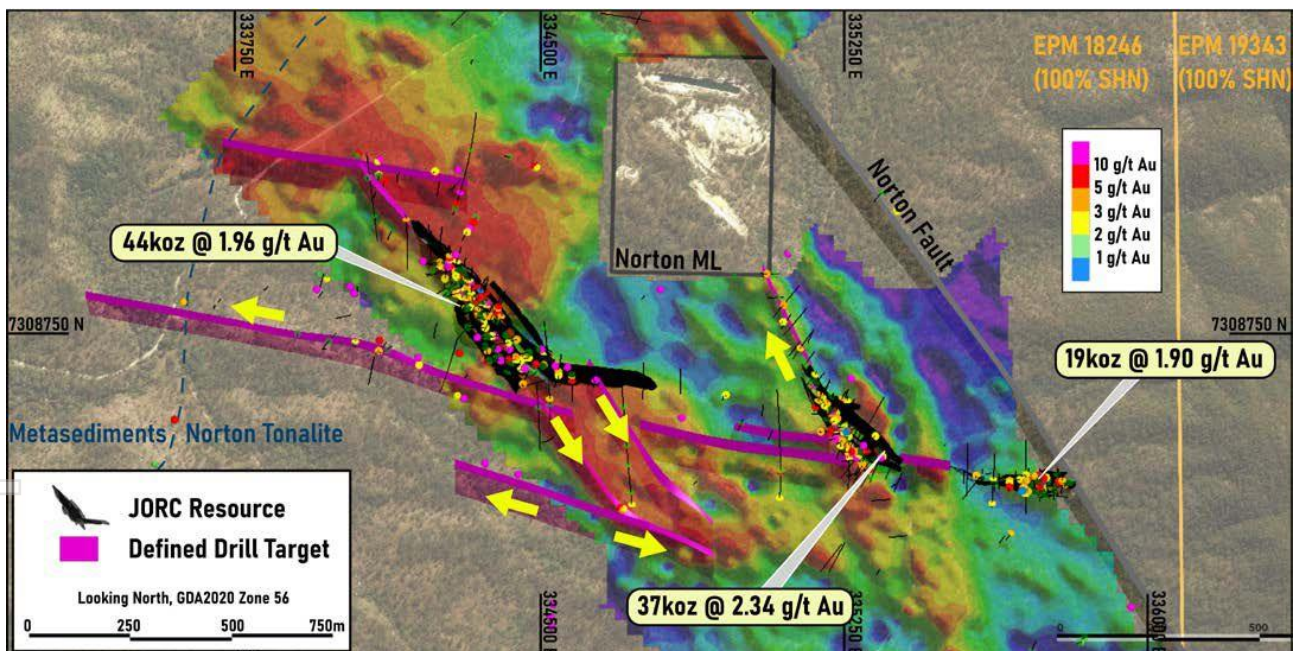 333750 E
334500 E
335250 E
EPM 18246
(100% SHN)
EPM 19343
(100% SHN)
10 g/t Au
5 g/t Au
3 g/t Au
2 g/t Au
1 g/t Au
Norton Fault
44koz @ 1.96 g/t Au
Norton ML
7308750 N
7308750 N
19koz @ 1.90 g/t Au
Metasediments
Norton Tonalite
JORC Resource
Defined Drill Target
Looking North, GDA2020 Zone 56
0
250
500
750m
37koz @ 2.34 g/t Au
334500 E
335250 E
336000 E
0
500